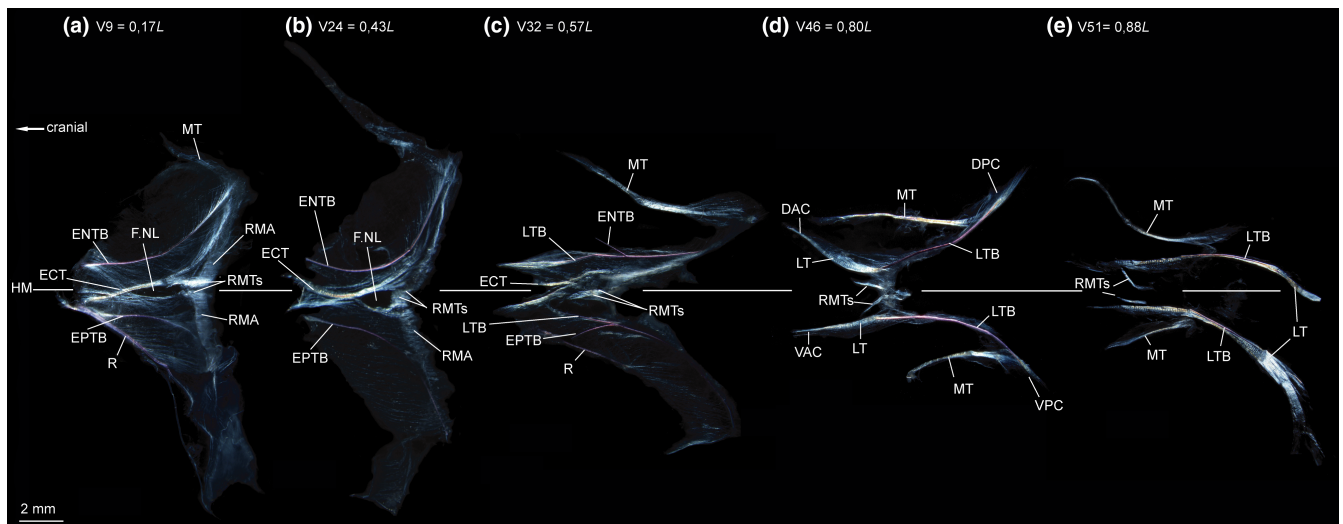 (a) V9 = 0,17L
(b) V24 = 0,43L
(c) V32 = 0,57L
(d) V46 = 0,80L
(e) V51= 0,88L
cranial
MT
ENTB
F.NL
RMA
ECT
RMTs
HM
RMA
EPTB
R
2 mm
ENTB
F.NL
ECT
RMTs
RMA
EPTB
MT
ENTB
LTB
ECT
RMTs
LTB
EPTB
R
DPC
MT
DAC
LTB
LT
RMTs
LTB
VAC
LT
MT
VPC
MT
LTB
RMTs
LT
MT
LTB